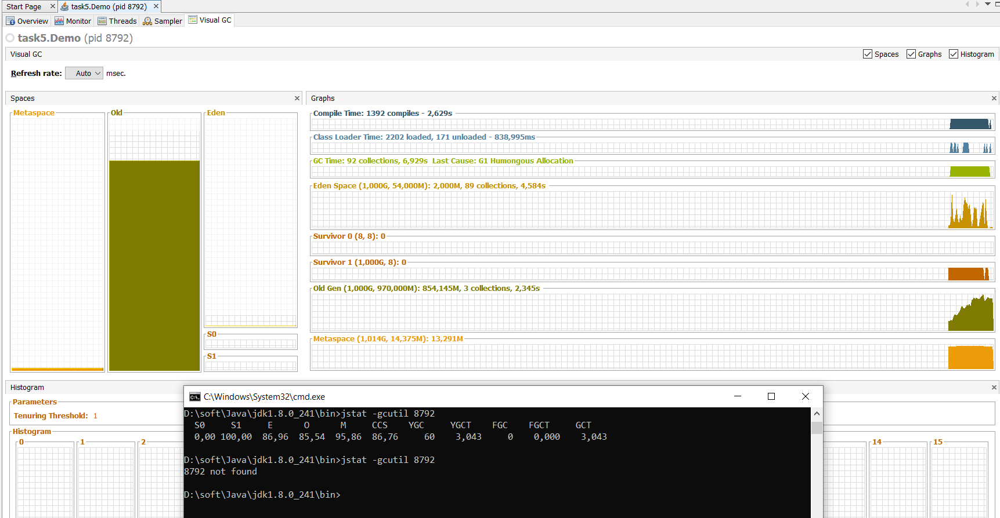 Start Page
task5.Demo (pid 8792)
Overview
Monitor
Threads
Sampler
Visual GC
task5.Demo (pid 8792)
Visual GC
Spaces
Graphs
Histogram
Refresh rate: Auto msec.
Spaces
Metaspace
Old
Eden
S0
S1
Graphs
Compile Time: 1392 compiles - 2,629s
Class Loader Time: 2202 loaded, 171 unloaded - 838,995ms
GC Time: 92 collections, 6,929s Last Cause: G1 Humongous Allocation
Eden Space (1,000G, 54,000M): 2,000M, 89 collections, 4,584s
Survivor 0 (8, 8): 0
Survivor 1 (1,000G, 8): 0
Old Gen (1,000G, 970,000M): 854,145M, 3 collections, 2,345s
Metaspace (1,014G, 14,375M): 13,291M
Histogram
Parameters
Tenuring Threshold: 1
Histogram
0
1
2
14
15
C:\Windows\System32\cmd.exe
D:\soft\Java\jdk1.8.0_241\bin>jstat -gcutil 8792
S0 S1 E O M CCS YGC YGCT FGC FGCT GCT
0,00 100,00 86,96 85,54 95,86 86,76 60 3,043 0 0,000 3,043
D:\soft\Java\jdk1.8.0_241\bin>jstat -gcutil 8792
8792 not found
D:\soft\Java\jdk1.8.0_241\bin>